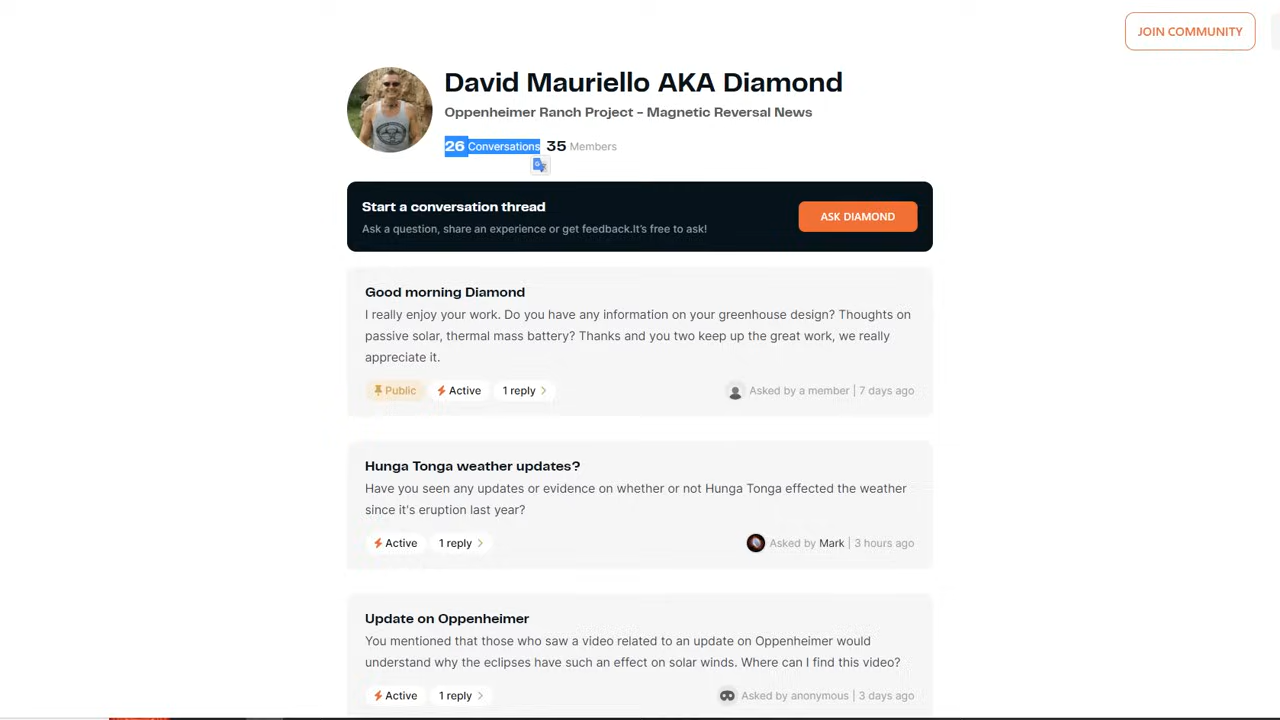 JOIN COMMUNITY
David Mauriello AKA Diamond
Oppenheimer Ranch Project - Magnetic Reversal News
26 Conversations 35 Members
Start a conversation thread
Ask a question, share an experience or get feedback.It's free to ask!
ASK DIAMOND
Good morning Diamond
I really enjoy your work. Do you have any information on your greenhouse design? Thoughts on
passive solar, thermal mass battery? Thanks and you two keep up the great work, we really
appreciate it.
Public Active 1 reply Asked by a member | 7 days ago
Hunga Tonga weather updates?
Have you seen any updates or evidence on whether or not Hunga Tonga effected the weather
since it's eruption last year?
Active 1 reply Asked by Mark | 3 hours ago
Update on Oppenheimer
You mentioned that those who saw a video related to an update on Oppenheimer would
understand why the eclipses have such an effect on solar winds. Where can I find this video?
Active 1 reply Asked by anonymous | 3 days ago